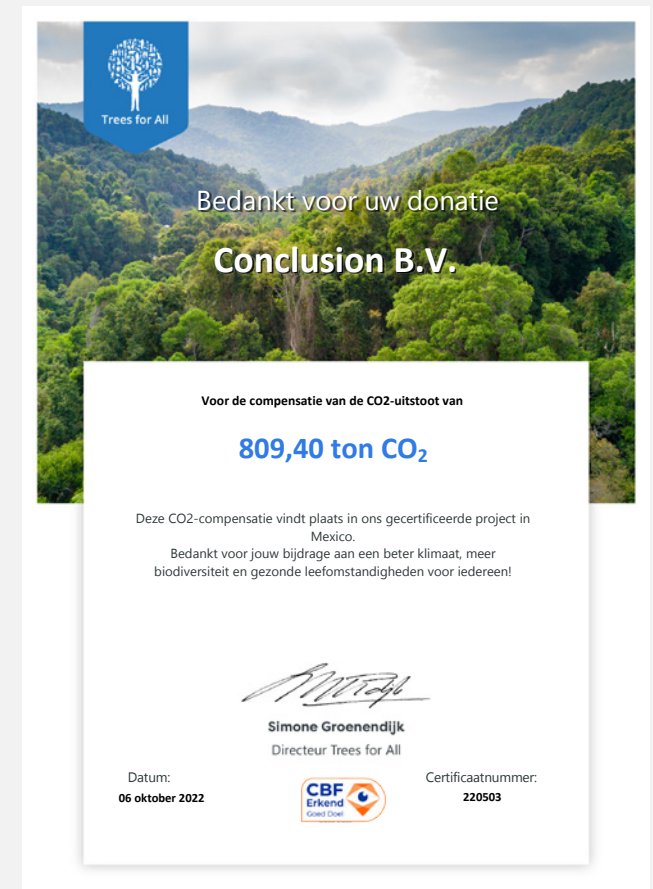 Trees for All
Bedankt voor uw donatie
Conclusion B.V.
Voor de compensatie van de CO2-uitstoot van
809,40 ton CO₂
Deze CO2-compensatie vindt plaats in ons gecertificeerde project in
Mexico.
Bedankt voor jouw bijdrage aan een beter klimaat, meer
biodiversiteit en gezonde leefomstandigheden voor iedereen!
Simone Groenendijk
Directeur Trees for All
Datum:
06 oktober 2022
CBF
Erkend
Goed Doel
Certificaatnummer:
220503